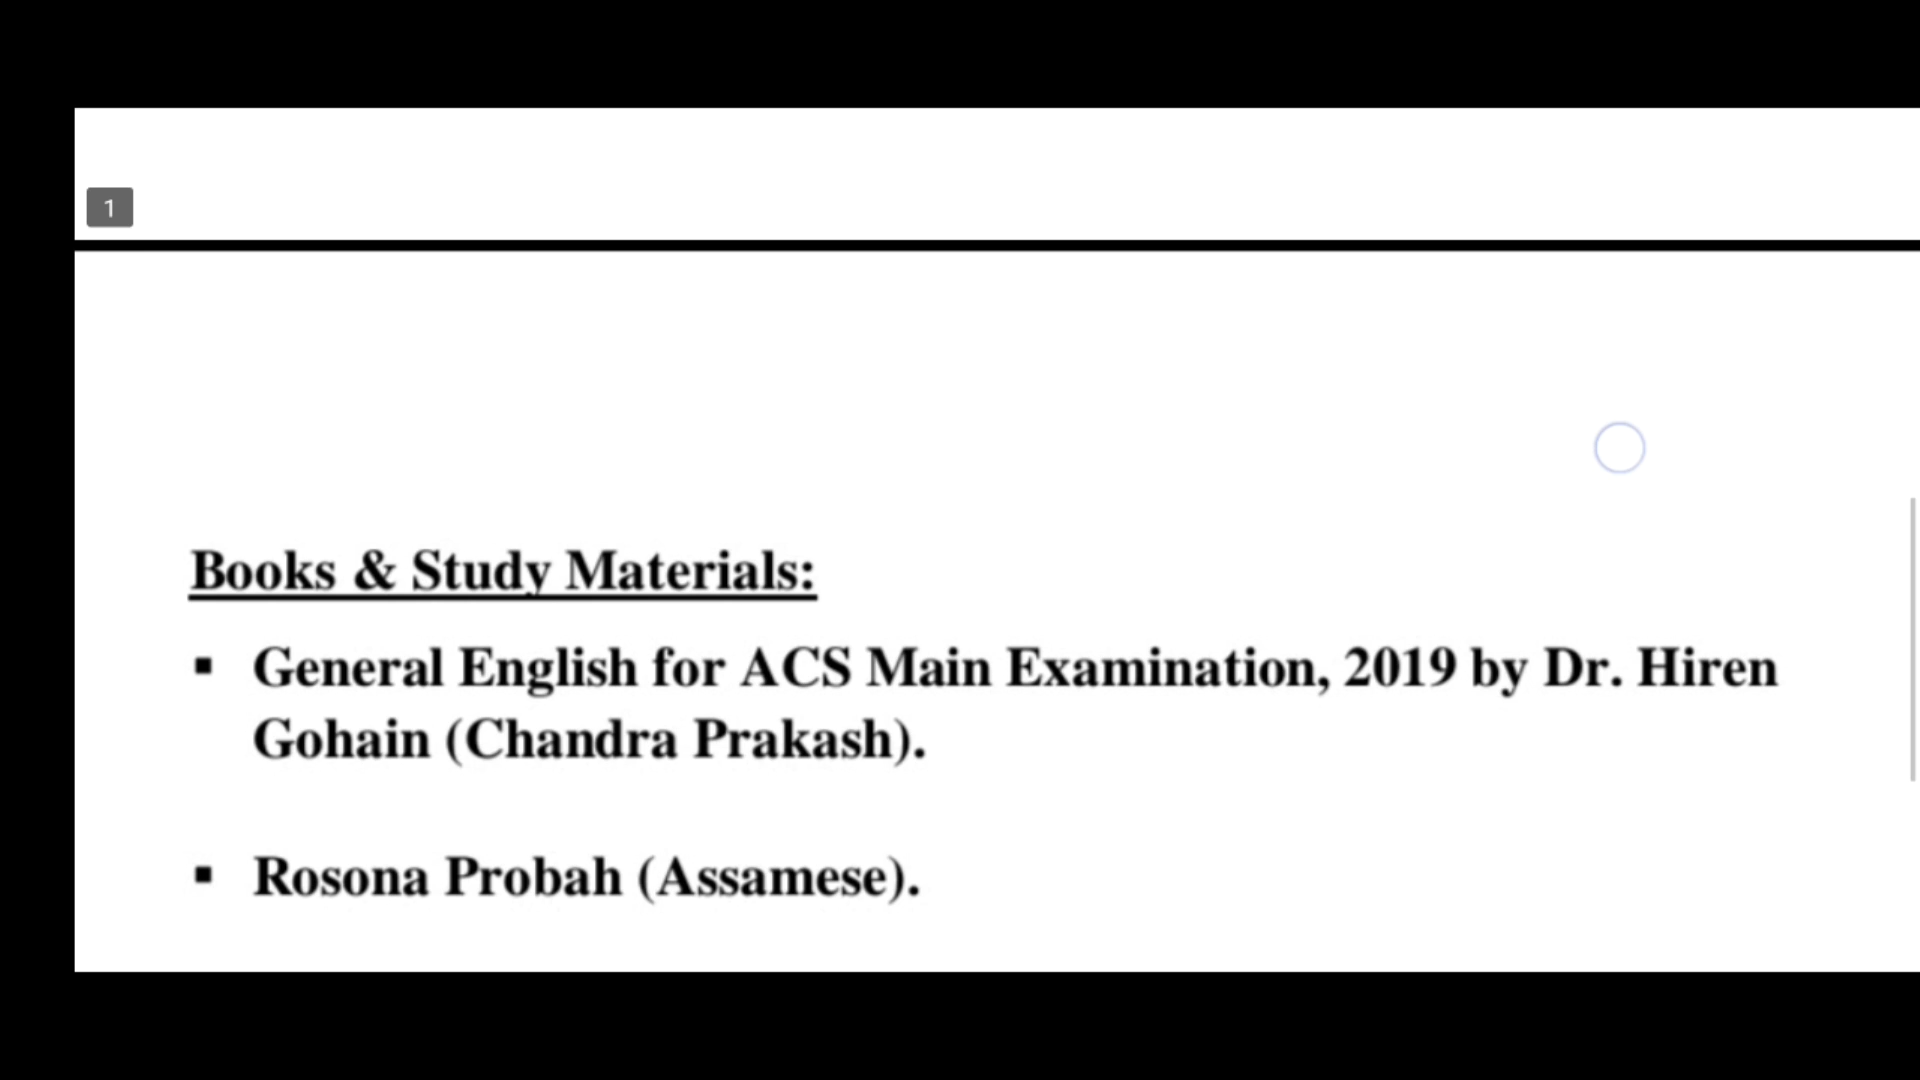 1
Books & Study Materials:
▪ General English for ACS Main Examination, 2019 by Dr. Hiren
Gohain (Chandra Prakash).
▪ Rosona Probah (Assamese).